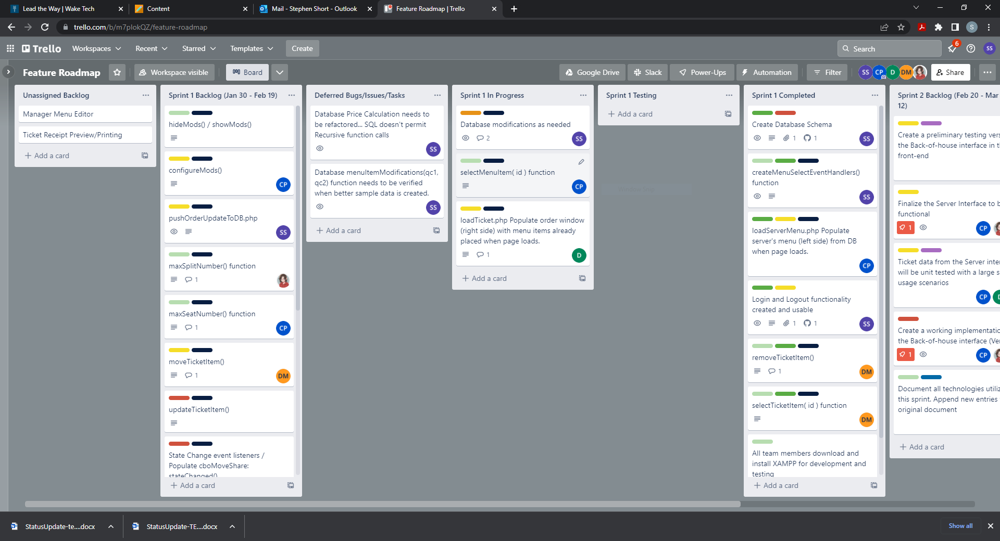 Lead the Way | Wake Tech
Content
Mail - Stephen Short - Outlook
Feature Roadmap | Trello
trello.com/b/m7plokQZ/feature-roadmap
S
Trello
Workspaces
Recent
Starred
Templates
Create
Search
6
SS
Feature Roadmap
Workspace visible
Board
Google Drive
Slack
Power-Ups
Automation
Filter
SS
CP
D
DM
Share
Unassigned Backlog
Manager Menu Editor
Ticket Receipt Preview/Printing
+ Add a card
Sprint 1 Backlog (Jan 30 - Feb 19)
hideMods() / showMods()
configureMods()
CP
pushOrderUpdateToDB.php
SS
maxSplitNumber() function
1
maxSeatNumber() function
1
CP
moveTicketItem()
1
DM
updateTicketItem()
State Change event listeners /
Populate cboMoveShare:
stateChanged()
+ Add a card
Deferred Bugs/Issues/Tasks
Database Price Calculation needs to
be refactored... SQL doesn't permit
Recursive function calls
SS
Database menuItemModifications(qc1,
qc2) function needs to be verified
when better sample data is created.
SS
+ Add a card
Sprint 1 In Progress
Database modifications as needed
2
SS
selectMenuItem( id ) function
CP
loadTicket.php Populate order window
(right side) with menu items already
placed when page loads.
1
D
+ Add a card
Sprint 1 Testing
+ Add a card
Window Snip
Sprint 1 Completed
Create Database Schema
1
1
SS
createMenuSelectEventHandlers()
function
SS
loadServerMenu.php Populate
server's menu (left side) from DB
when page loads.
CP
Login and Logout functionality
created and usable
1
1
SS
removeTicketItem()
1
DM
selectTicketItem( id ) function
DM
All team members download and
install XAMPP for development and
testing
+ Add a card
Sprint 2 Backlog (Feb 20 - Mar
12)
Create a preliminary testing vers
the Back-of-house interface in th
front-end
Finalize the Server Interface to b
functional
1
CP
Ticket data from the Server inter
will be unit tested with a large s
usage scenarios
CP
Create a working implementatic
the Back-of-house interface (Ver
1
CP
Document all technologies utiliz
this sprint. Append new entries
original document
+ Add a card
StatusUpdate-te....docx
StatusUpdate-TE....docx
Show all